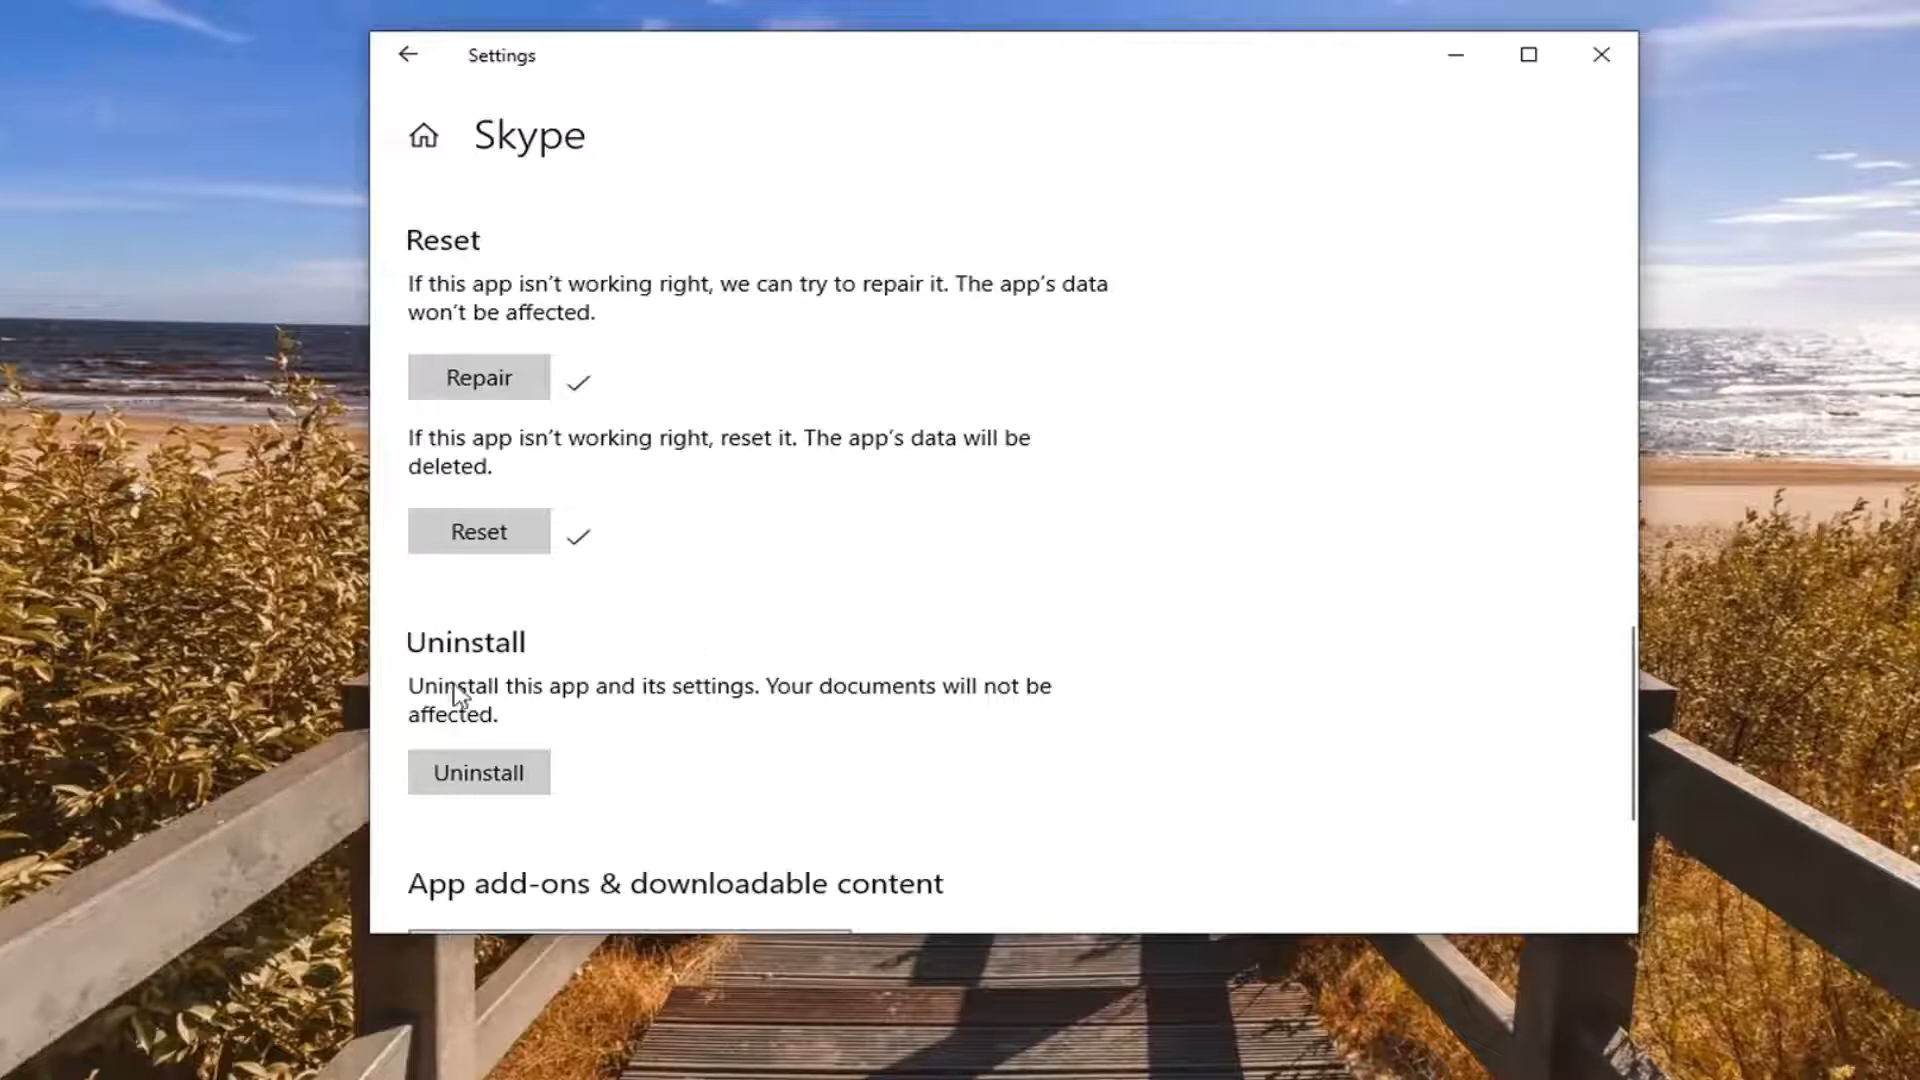 Settings
Skype
Reset
If this app isn’t working right, we can try to repair it. The app’s data
won’t be affected.
Repair
If this app isn’t working right, reset it. The app’s data will be
deleted.
Reset
Uninstall
Uninstall this app and its settings. Your documents will not be
affected.
Uninstall
App add-ons & downloadable content